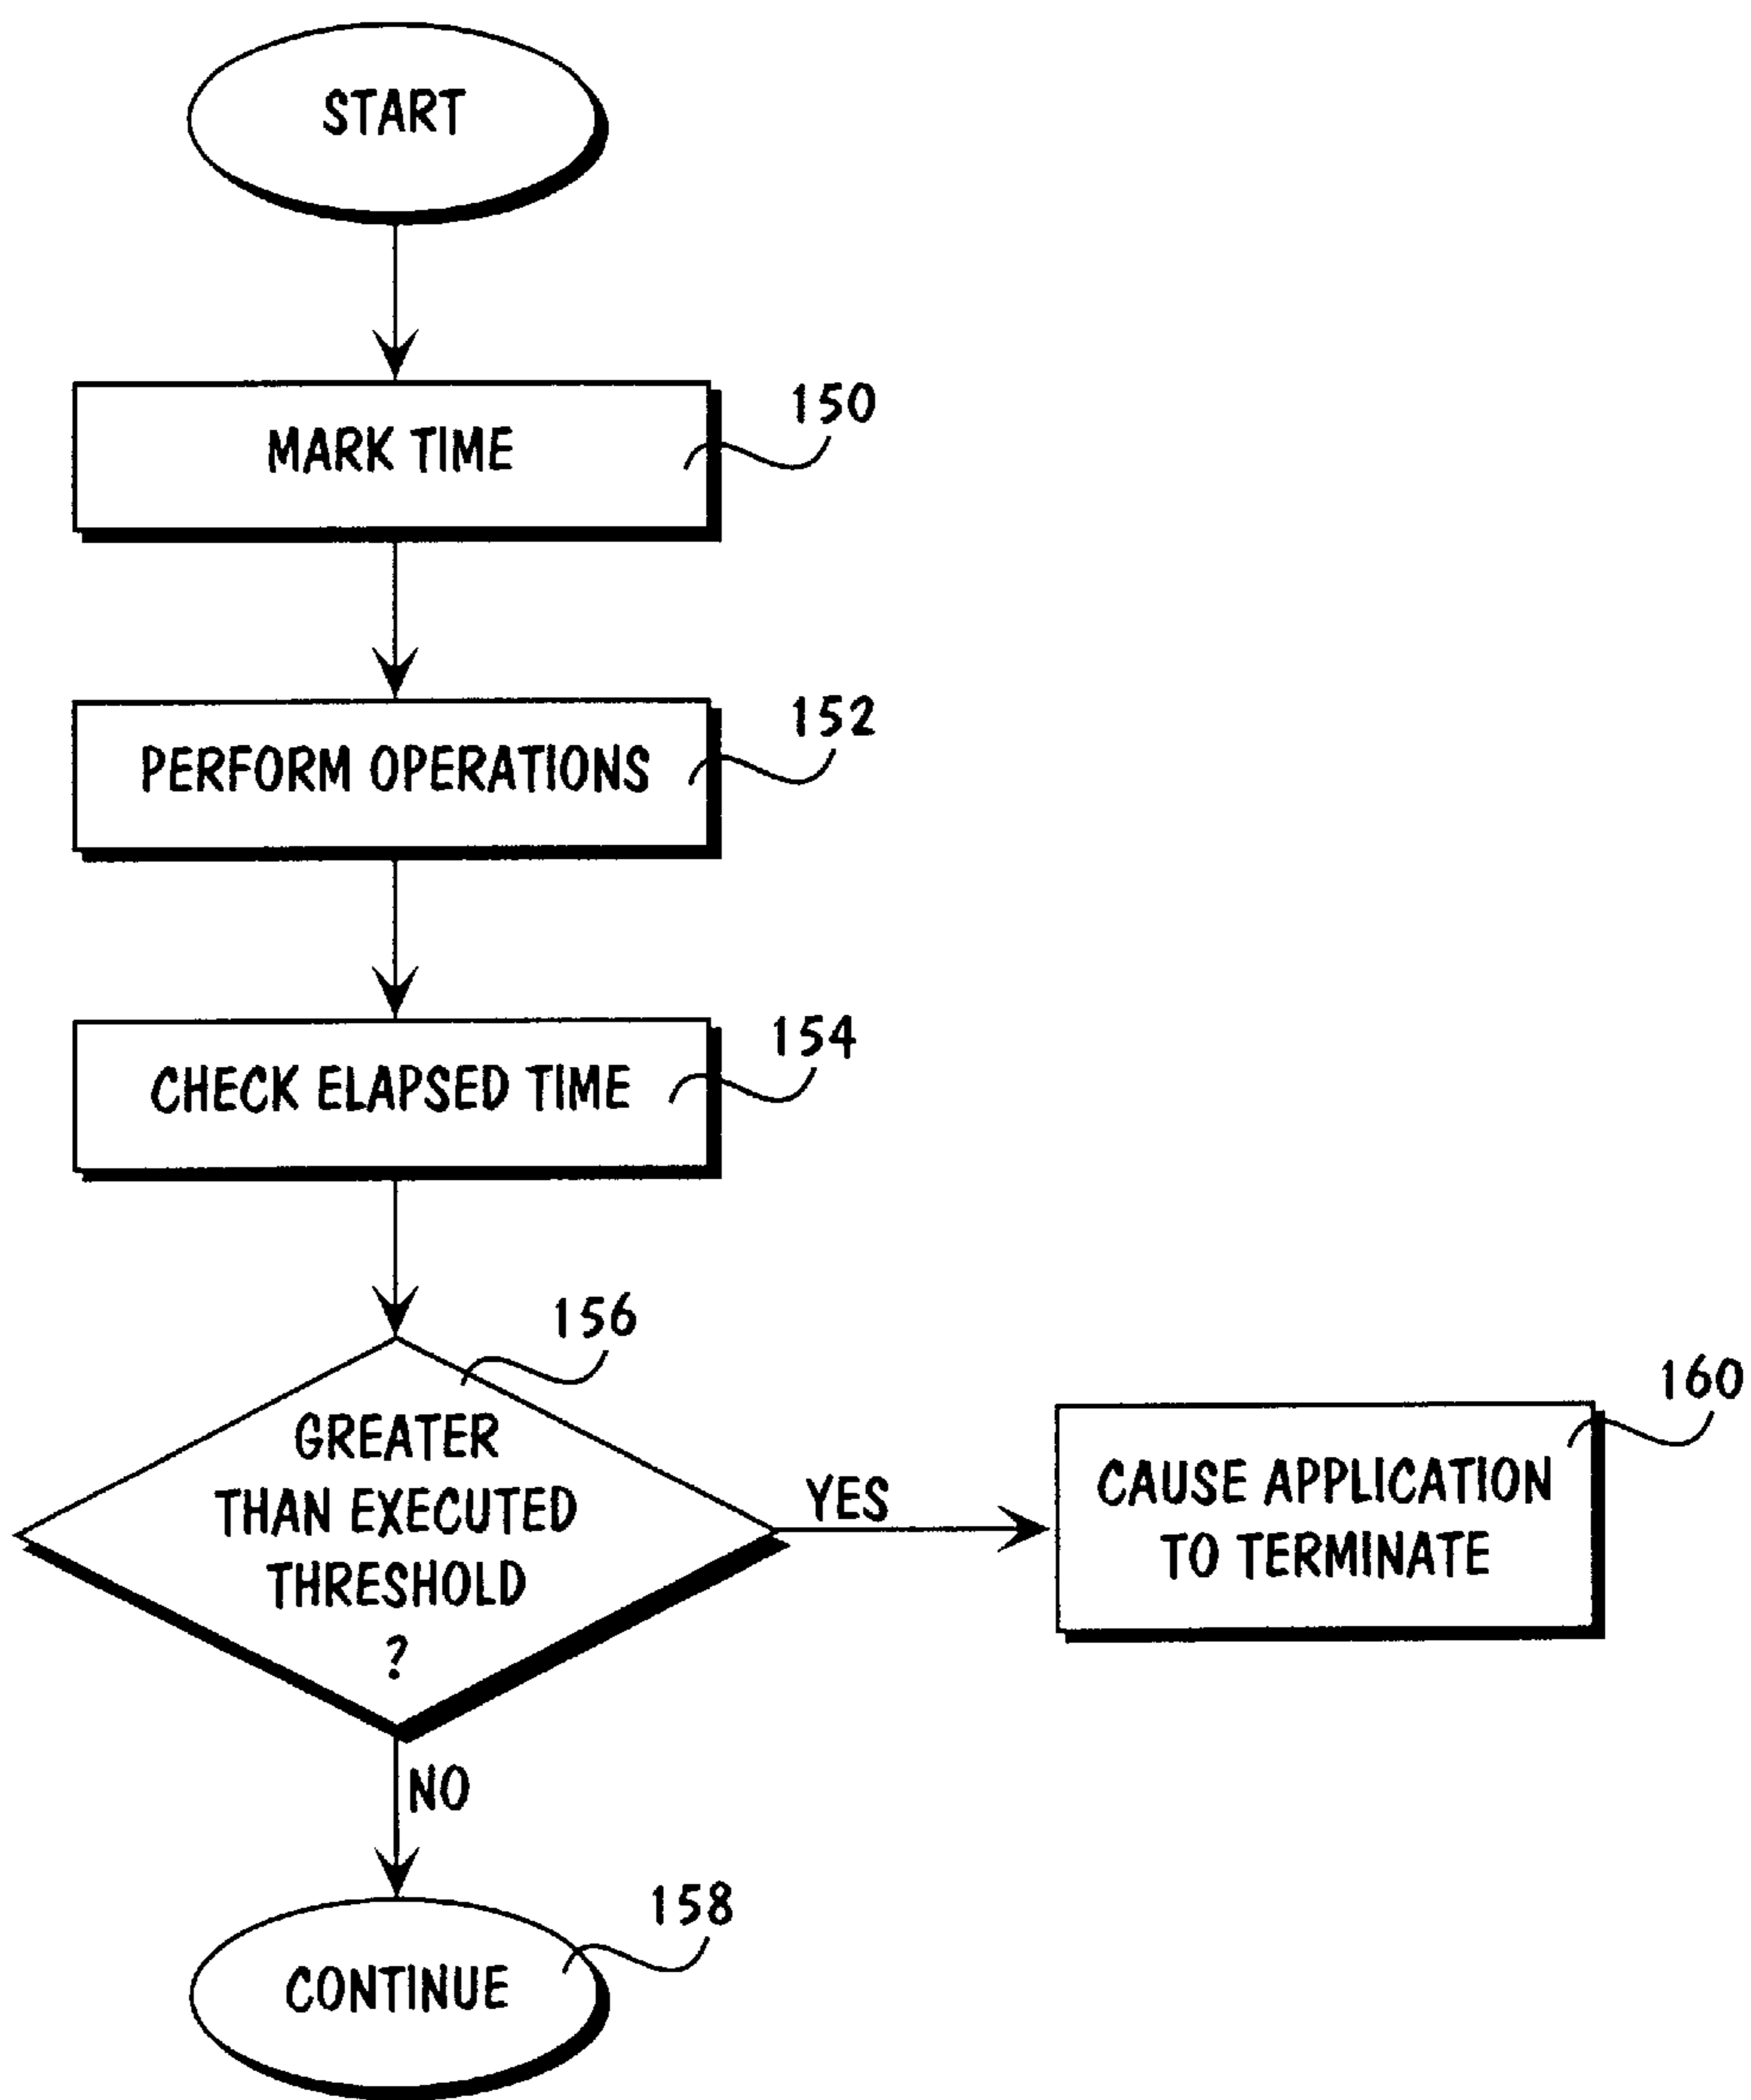 START
150
MARK TIME
152
PERFORM OPERATIONS
154
CHECK ELAPSED TIME
156
GREATER
THAN EXECUTED
THRESHOLD
?
YES
160
CAUSE APPLICATION
TO TERMINATE
NO
158
CONTINUE